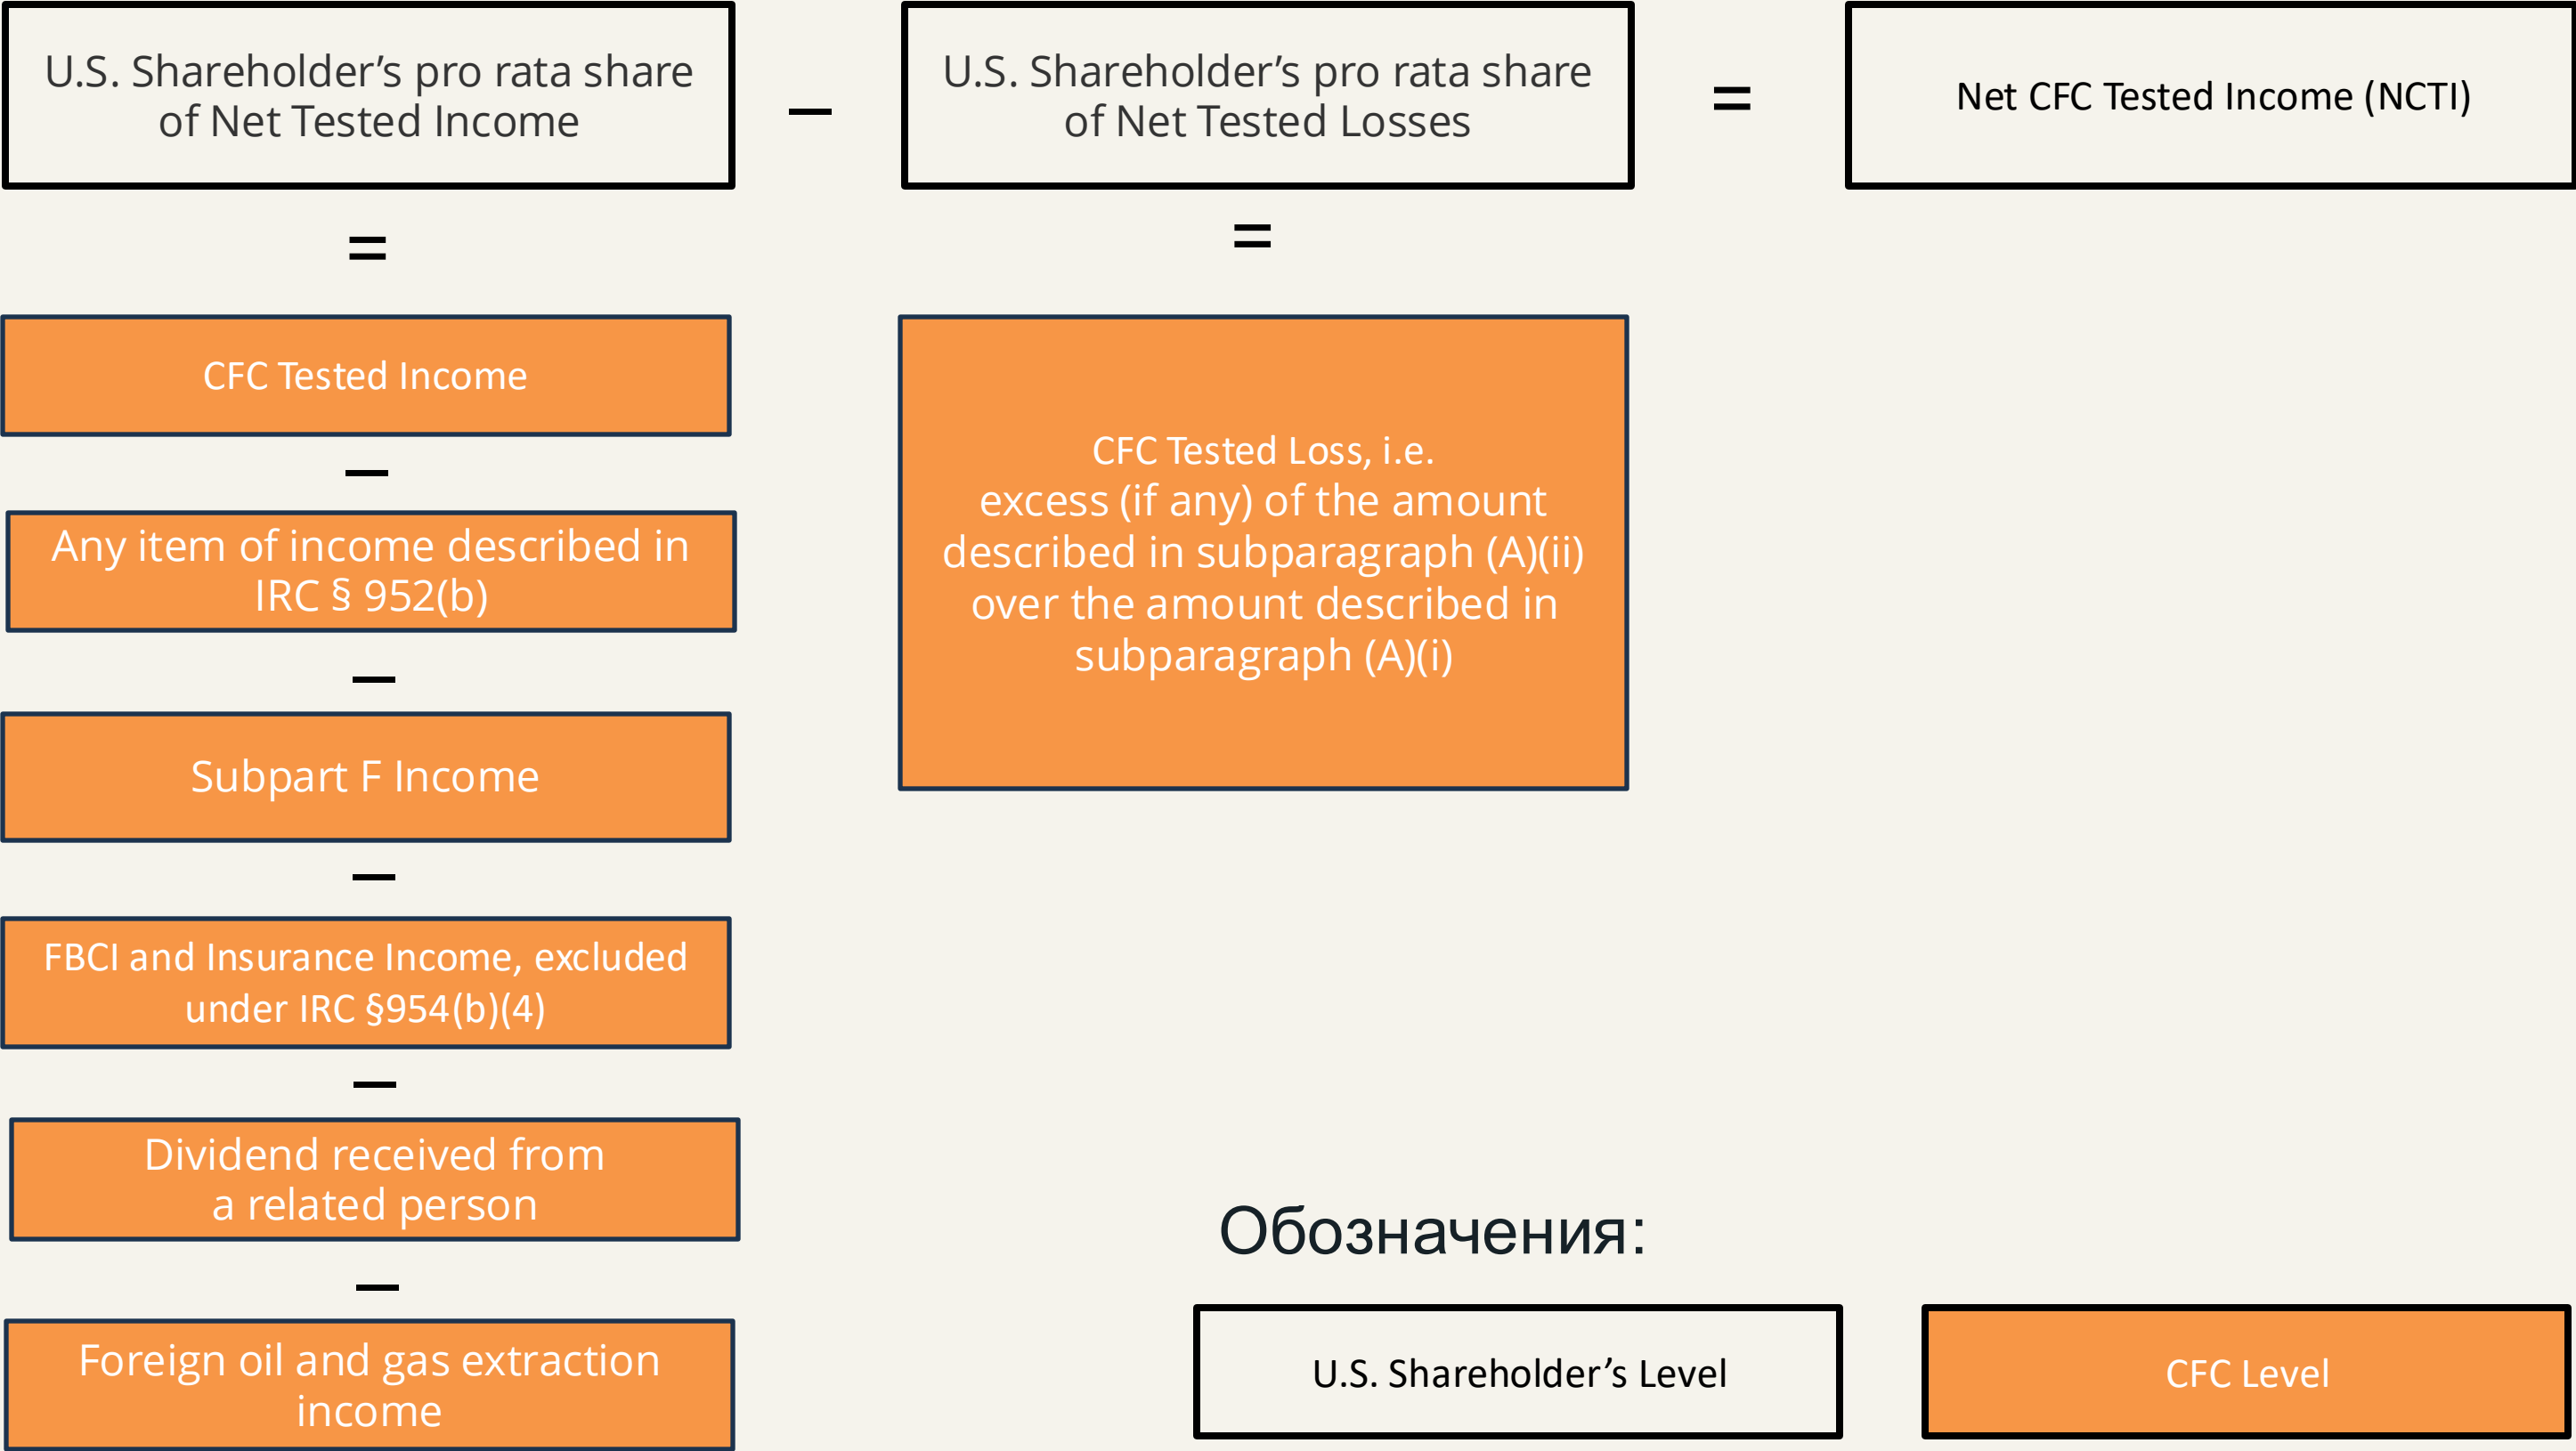 U.S. Shareholder’s pro rata share
of Net Tested Income
–
U.S. Shareholder’s pro rata share
of Net Tested Losses
=
Net CFC Tested Income (NCTI)
=
=
CFC Tested Income
–
Any item of income described in
IRC § 952(b)
–
Subpart F Income
–
FBCI and Insurance Income, excluded
under IRC §954(b)(4)
–
Dividend received from
a related person
–
Foreign oil and gas extraction
income
CFC Tested Loss, i.e.
excess (if any) of the amount
described in subparagraph (A)(ii)
over the amount described in
subparagraph (A)(i)
Обозначения:
U.S. Shareholder’s Level
CFC Level